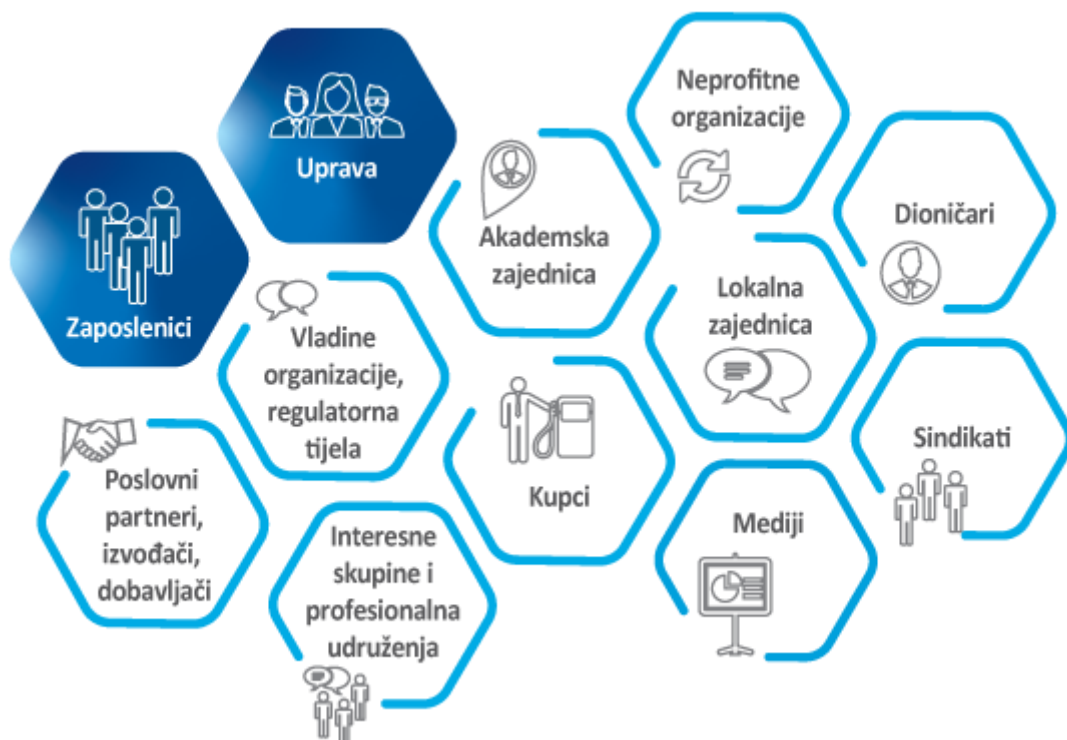 Zaposlenici
Uprava
Akademska
zajednica
Neprofitne
organizacije
Dioničari
Vladine
organizacije,
regulatorna
tijela
Lokalna
zajednica
Poslovni
partneri,
izvođači,
dobavljači
Interesne
skupine i
profesionalna
udruženja
Kupci
Mediji
Sindikati